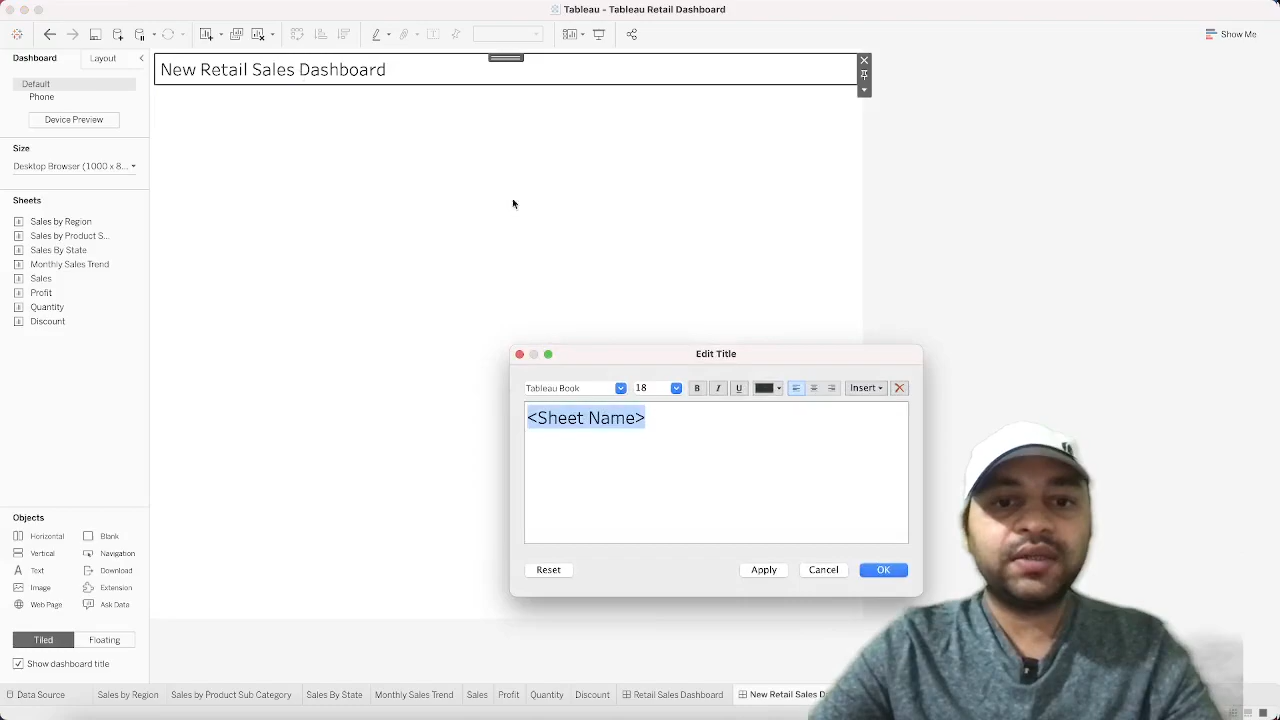 Tableau - Tableau Retail Dashboard
Show Me
Dashboard
Layout
Default
Phone
Device Preview
Size
Desktop Browser (1000 x 8...
Sheets
Sales by Region
Sales by Product S...
Sales By State
Monthly Sales Trend
Sales
Profit
Quantity
Discount
Objects
Horizontal
Blank
Vertical
Navigation
Text
Download
Image
Extension
Web Page
Ask Data
Tiled
Floating
Show dashboard title
New Retail Sales Dashboard
Edit Title
Tableau Book
18
B
I
U
Insert
<Sheet Name>
Reset
Apply
Cancel
OK
Data Source
Sales by Region
Sales by Product Sub Category
Sales By State
Monthly Sales Trend
Sales
Profit
Quantity
Discount
Retail Sales Dashboard
New Retail Sales D